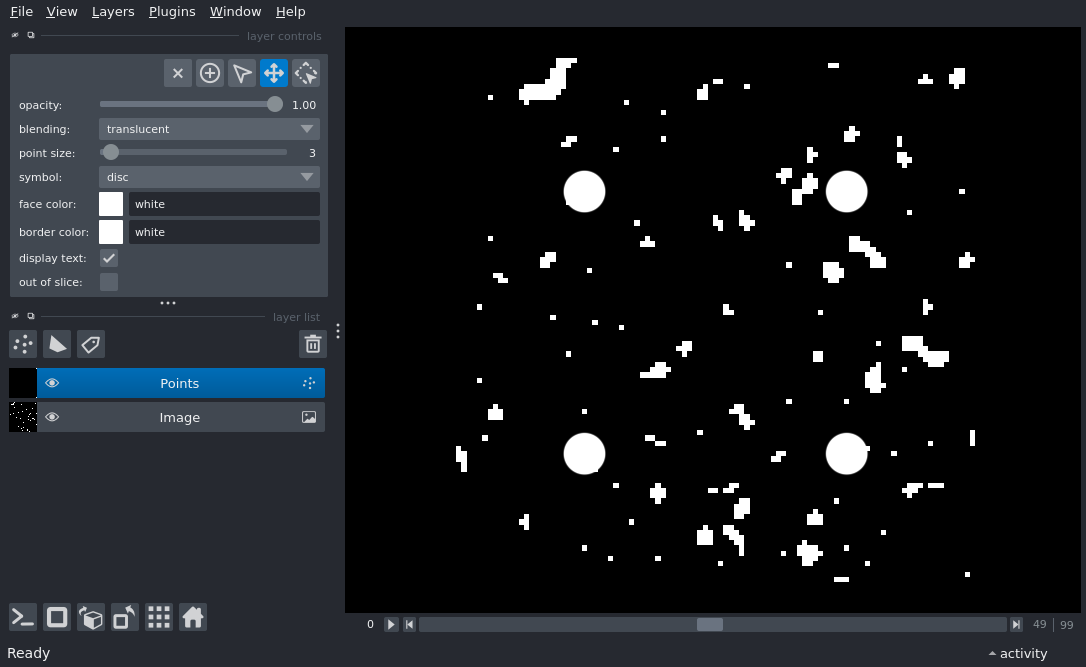 File View Layers Plugins Window Help
layer controls
opacity: 1.00
blending: translucent
point size: 3
symbol: disc
face color: white
border color: white
display text:
out of slice:
layer list
Points
Image
0 49 | 99
Ready activity